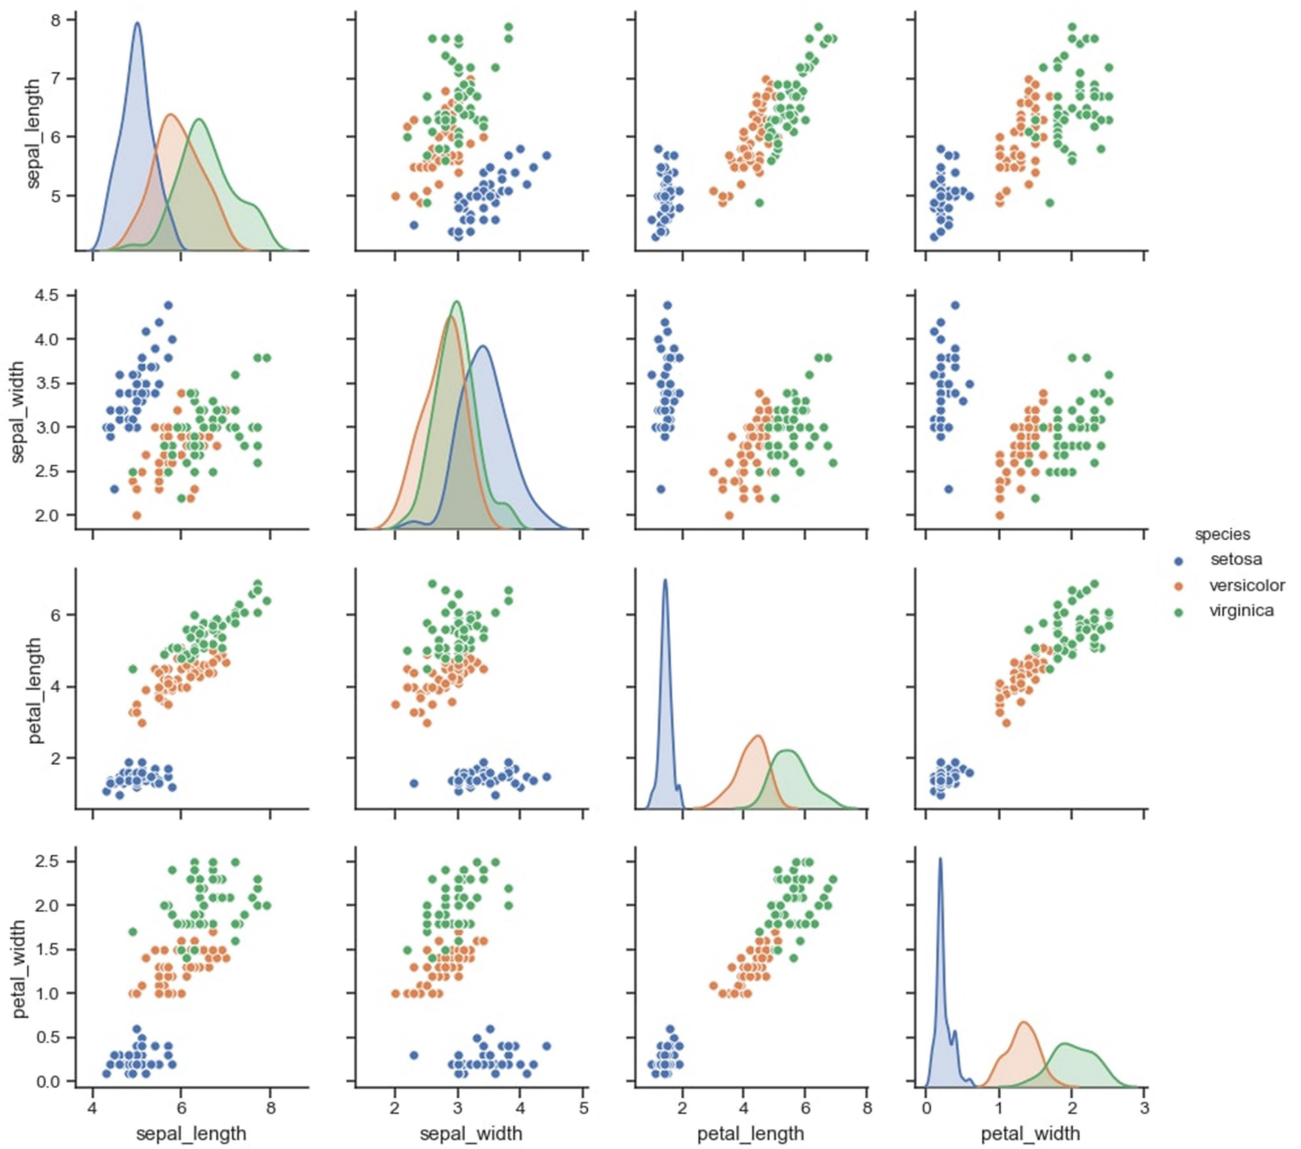 8
7
6
5
sepal_length
4.5
4.0
3.5
3.0
2.5
2.0
sepal_width
species
setosa
versicolor
virginica
6
4
2
petal_length
2.5
2.0
1.5
1.0
0.5
0.0
petal_width
4 6 8 2 3 4 5 2 4 6 8 0 1 2 3
sepal_length sepal_width petal_length petal_width